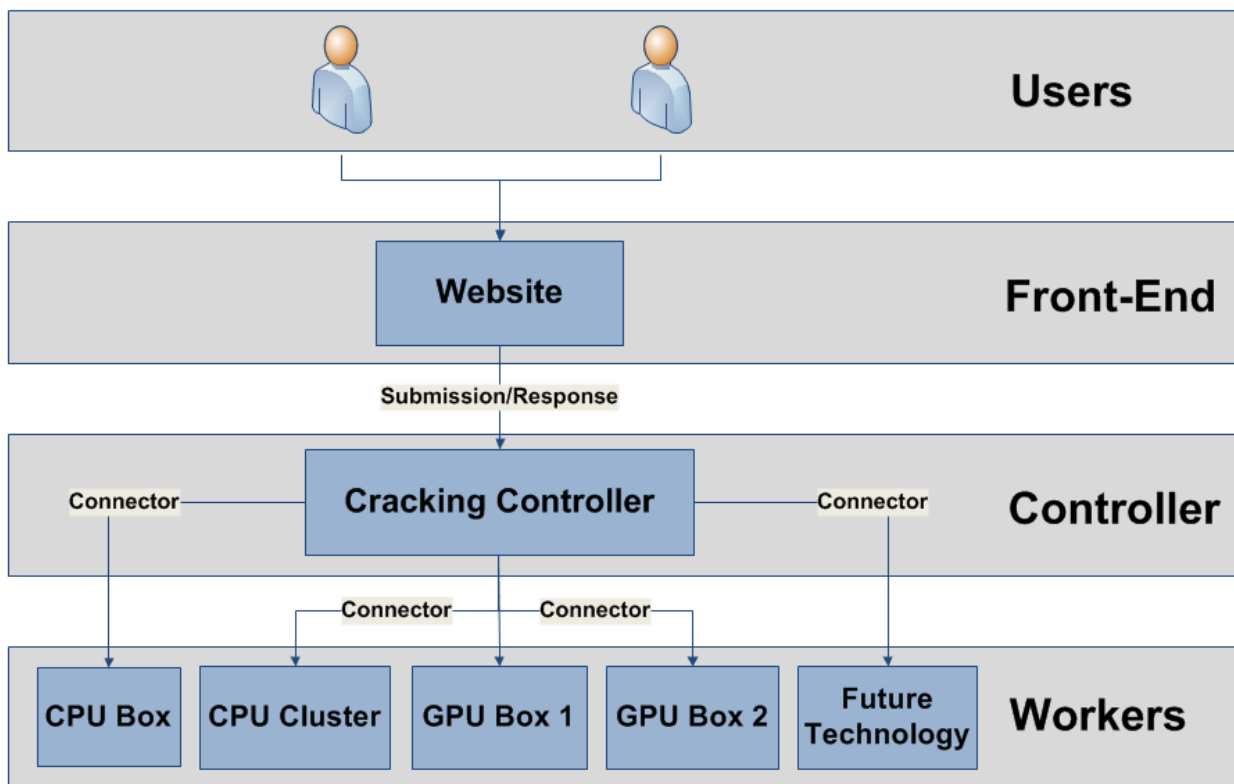 Users
Website
Front-End
Submission/Response
Connector
Cracking Controller
Connector
Controller
Connector
Connector
CPU Box
CPU Cluster
GPU Box 1
GPU Box 2
Future
Technology
Workers